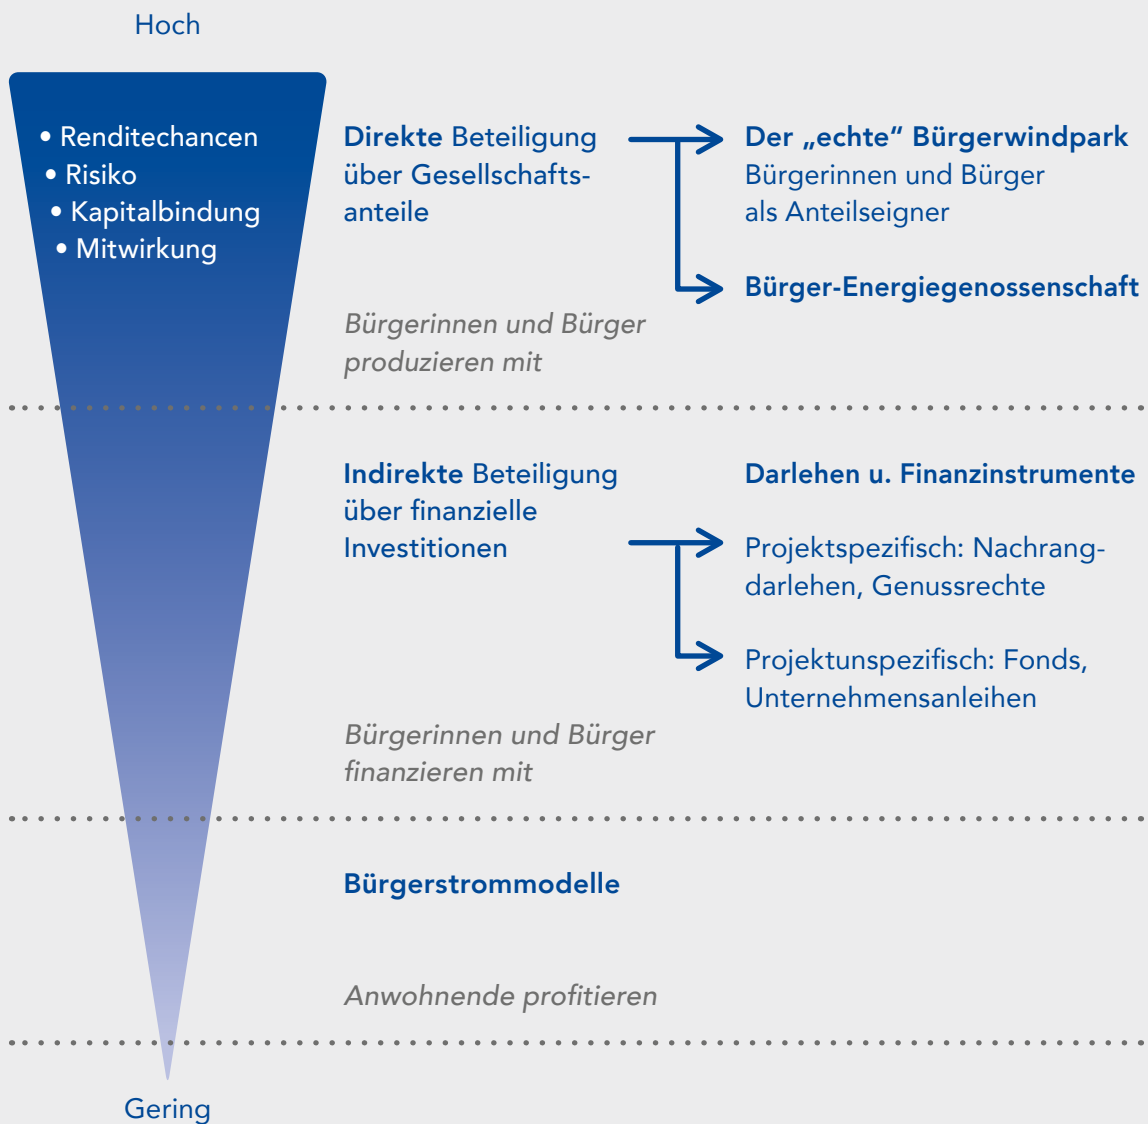 Hoch
• Renditechancen
• Risiko
• Kapitalbindung
• Mitwirkung
Direkte Beteiligung
über Gesellschafts-
anteile
Der „echte“ Bürgerwindpark
Bürgerinnen und Bürger
als Anteilseigner
Bürger-Energiegenossenschaft
Bürgerinnen und Bürger
produzieren mit
Indirekte Beteiligung
über finanzielle
Investitionen
Darlehen u. Finanzinstrumente
Projektspezifisch: Nachrang-
darlehen, Genussrechte
Projektunspezifisch: Fonds,
Unternehmensanleihen
Bürgerinnen und Bürger
finanzieren mit
Bürgerstrommodelle
Anwohnende profitieren
Gering